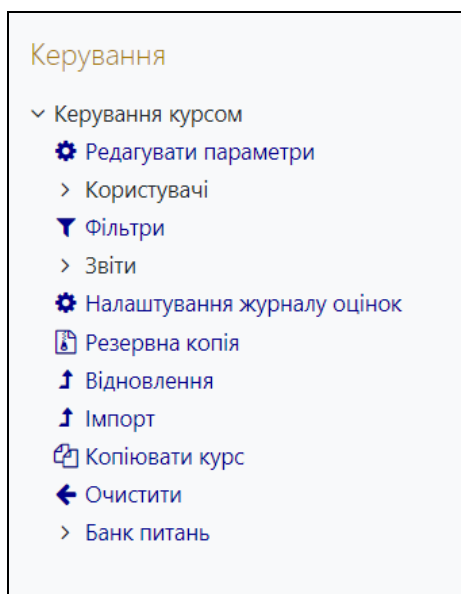 Керування
Керування курсом
Редагувати параметри
Користувачі
Фільтри
Звіти
Налаштування журналу оцінок
Резервна копія
Відновлення
Імпорт
Копіювати курс
Очистити
Банк питань